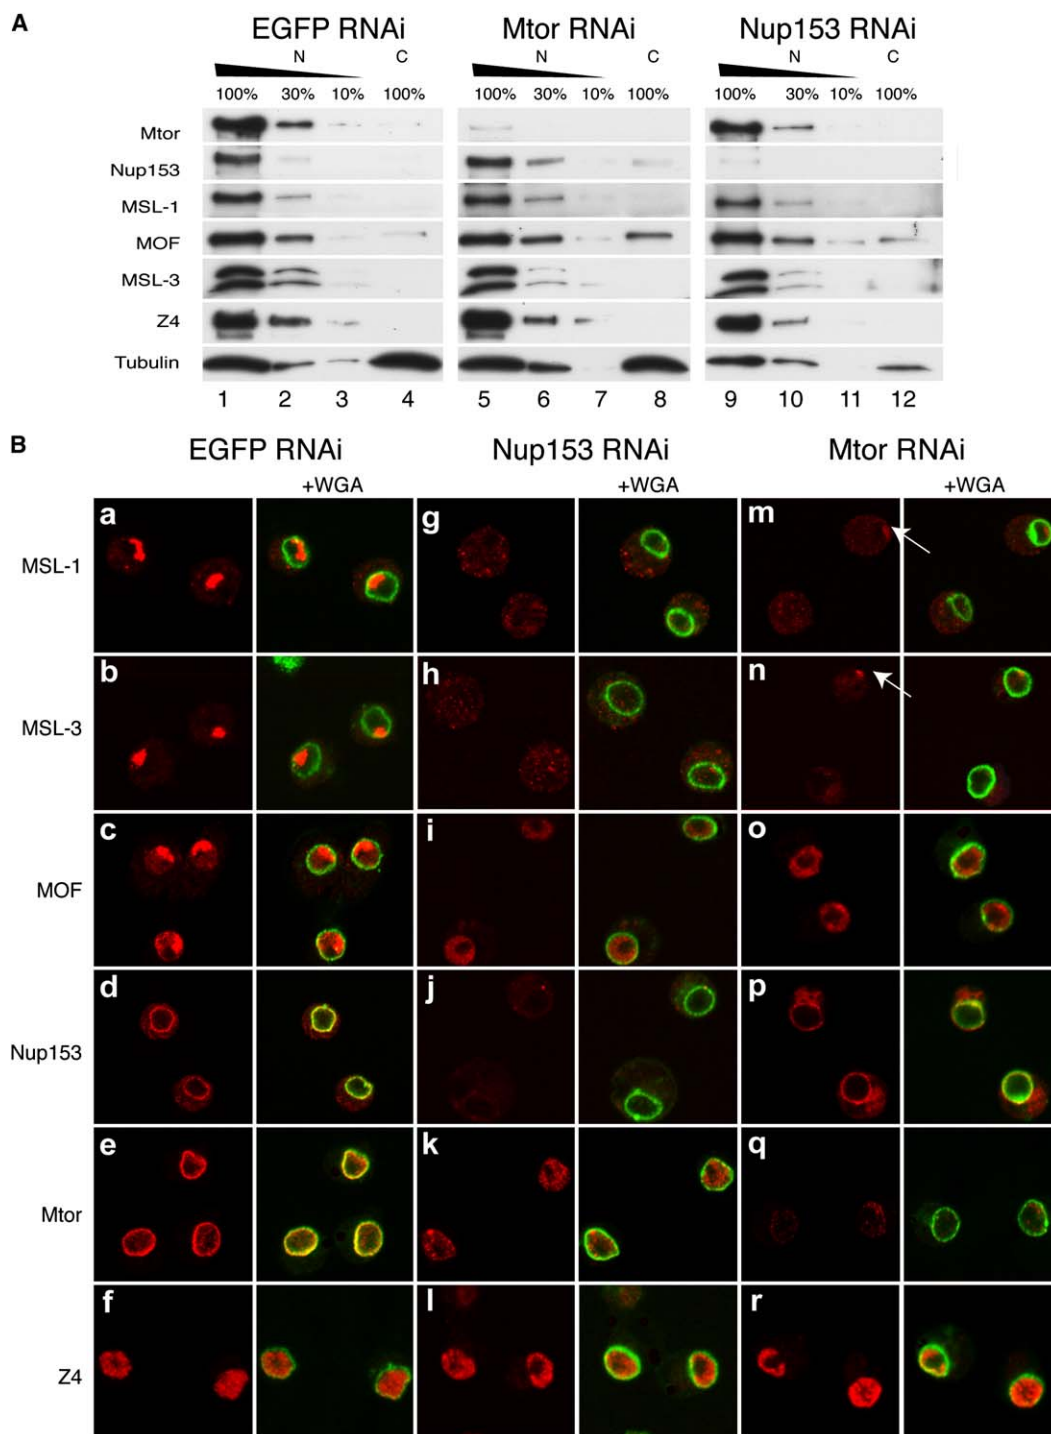 A
EGFP RNAi Mtor RNAi Nup153 RNAi
N C N C N C
100% 30% 10% 100% 100% 30% 10% 100% 100% 30% 10% 100%
Mtor
Nup153
MSL-1
MOF
MSL-3
Z4
Tubulin
1 2 3 4 5 6 7 8 9 10 11 12
B
EGFP RNAi Nup153 RNAi Mtor RNAi
+WGA +WGA +WGA
a g m
MSL-1
b h n
MSL-3
c i o
MOF
d j p
Nup153
e k q
Mtor
f l r
Z4